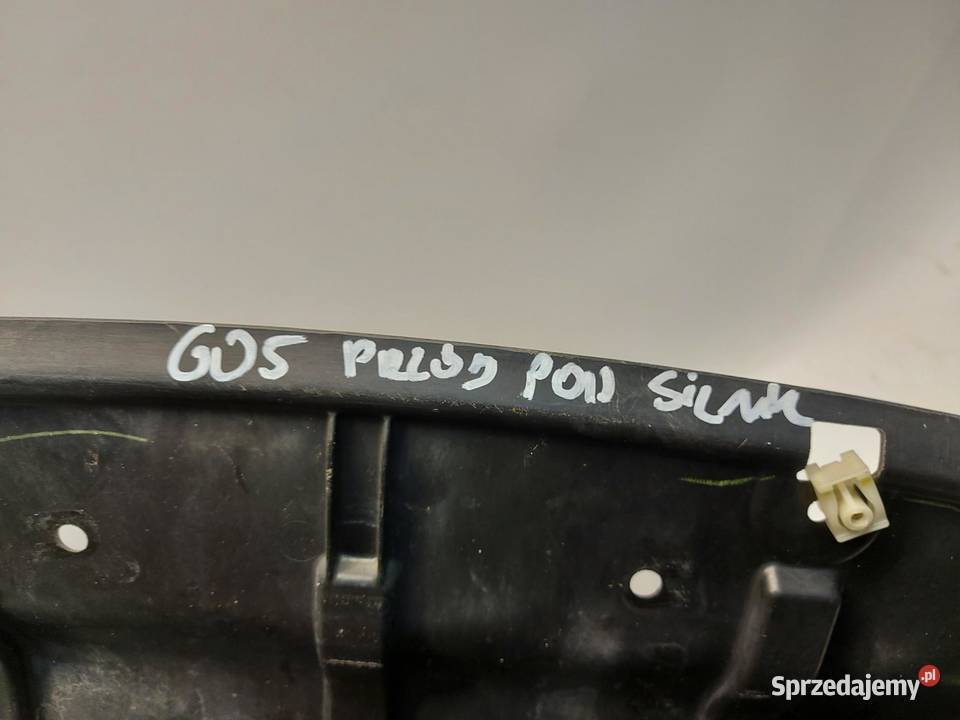 G05 PRZÓD POD SILNIK
Sprzedajemy.pl